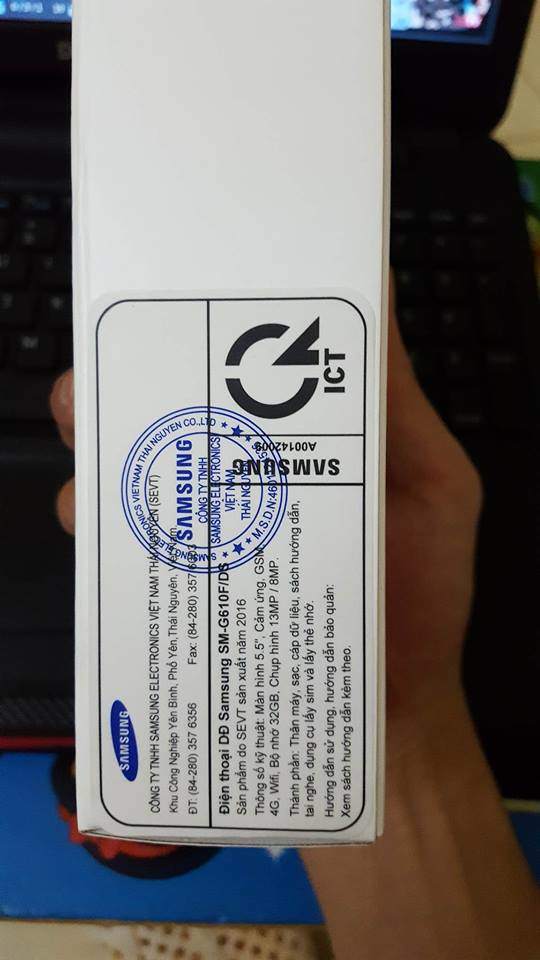 SAMSUNG
CÔNG TY TNHH SAMSUNG ELECTRONICS VIỆT NAM THÁI NGUYÊN (SEVT)
Khu Công Nghiệp Yên Bình, Phổ Yên, Thái Nguyên, Việt Nam
ĐT: (84-280) 357 6356 Fax: (84-280) 357
Điện thoại DĐ Samsung SM-G610F/DS
Sản phẩm do SEVT sản xuất năm 2016
Thông số kỹ thuật: Màn hình 5.5", Cảm ứng, GSM,
4G, Wifi, Bộ nhớ 32GB, Chụp hình 13MP / 8MP.
Thành phần: Thân máy, sạc, cáp dữ liệu, sách hướng dẫn,
tai nghe, dụng cụ lấy sim và lấy thẻ nhớ.
Hướng dẫn sử dụng, hướng dẫn bảo quản:
Xem sách hướng dẫn kèm theo.
SAMSUNG ELECTRONICS VIETNAM THAI NGUYEN CO.,LTD
SAMSUNG
CÔNG TY TNHH
SAMSUNG ELECTRONICS
VIỆT NAM
THÁI NGUYÊN
SAMSUNG
A00142009
ICT